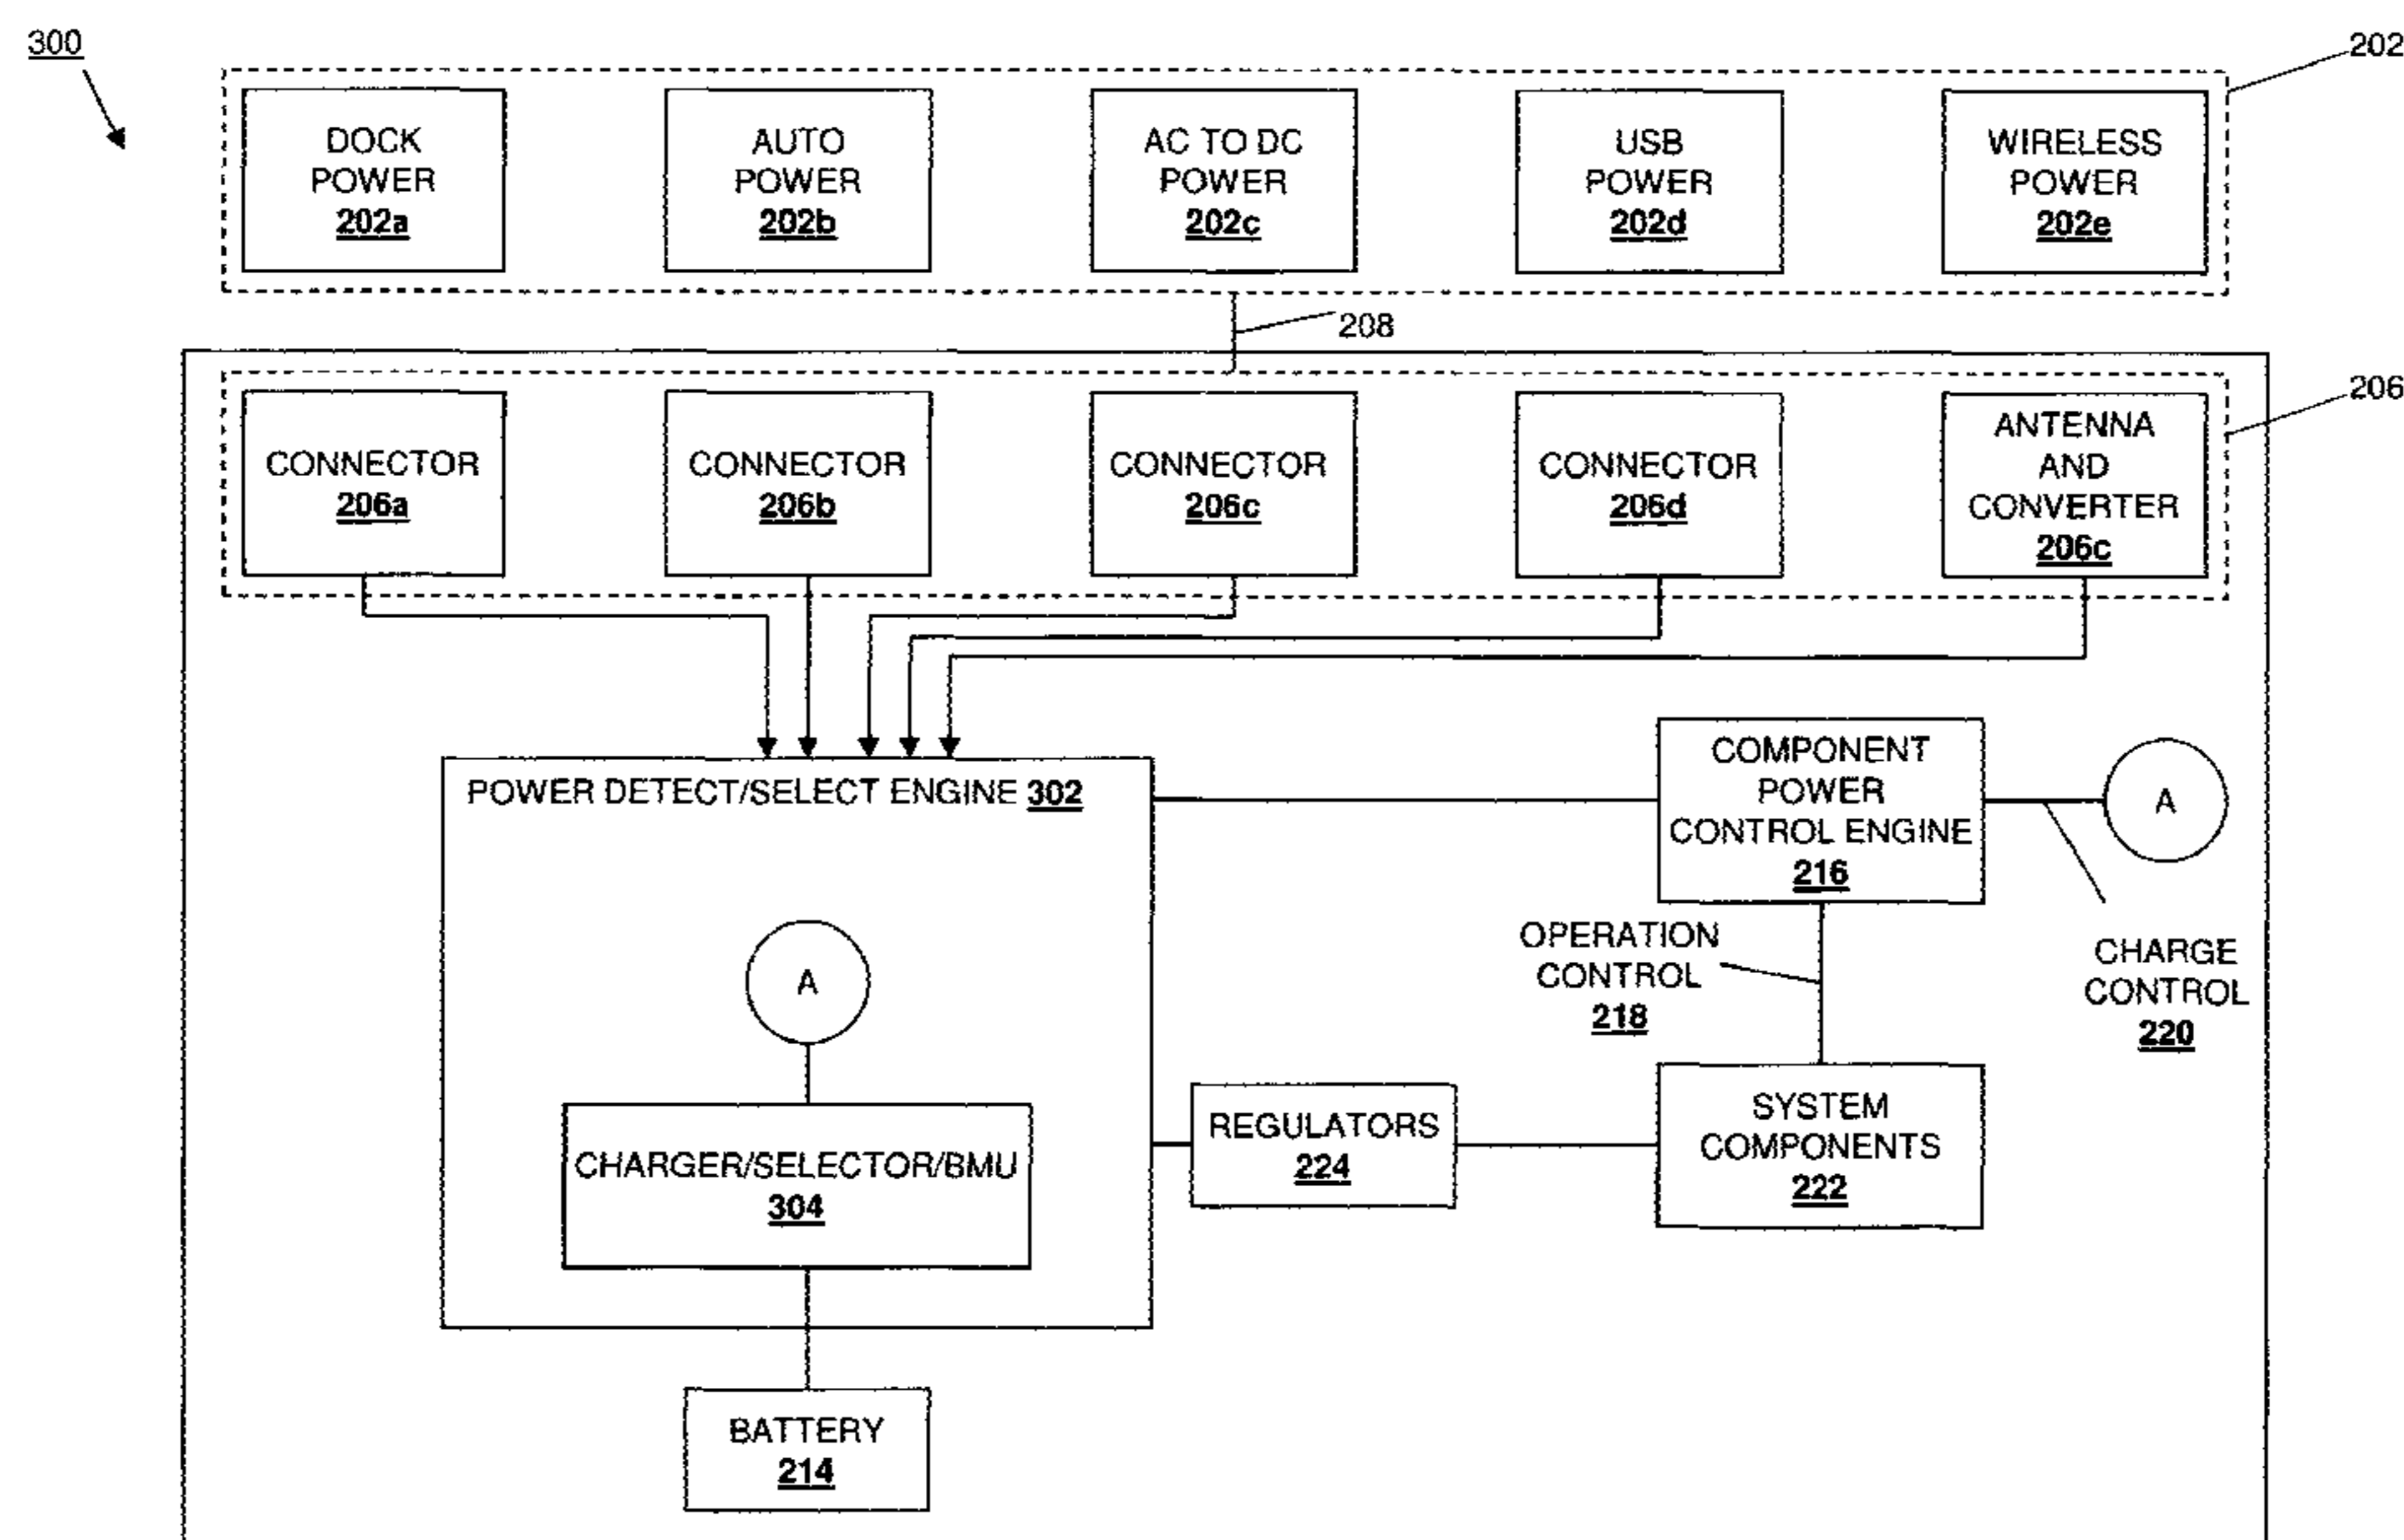 300
202
DOCK
POWER
202a
AUTO
POWER
202b
AC TO DC
POWER
202c
USB
POWER
202d
WIRELESS
POWER
202e
208
206
CONNECTOR
206a
CONNECTOR
206b
CONNECTOR
206c
CONNECTOR
206d
ANTENNA
AND
CONVERTER
206c
POWER DETECT/SELECT ENGINE 302
COMPONENT
POWER
CONTROL ENGINE
216
A
OPERATION
CONTROL
218
CHARGE
CONTROL
220
A
CHARGER/SELECTOR/BMU
304
REGULATORS
224
SYSTEM
COMPONENTS
222
BATTERY
214